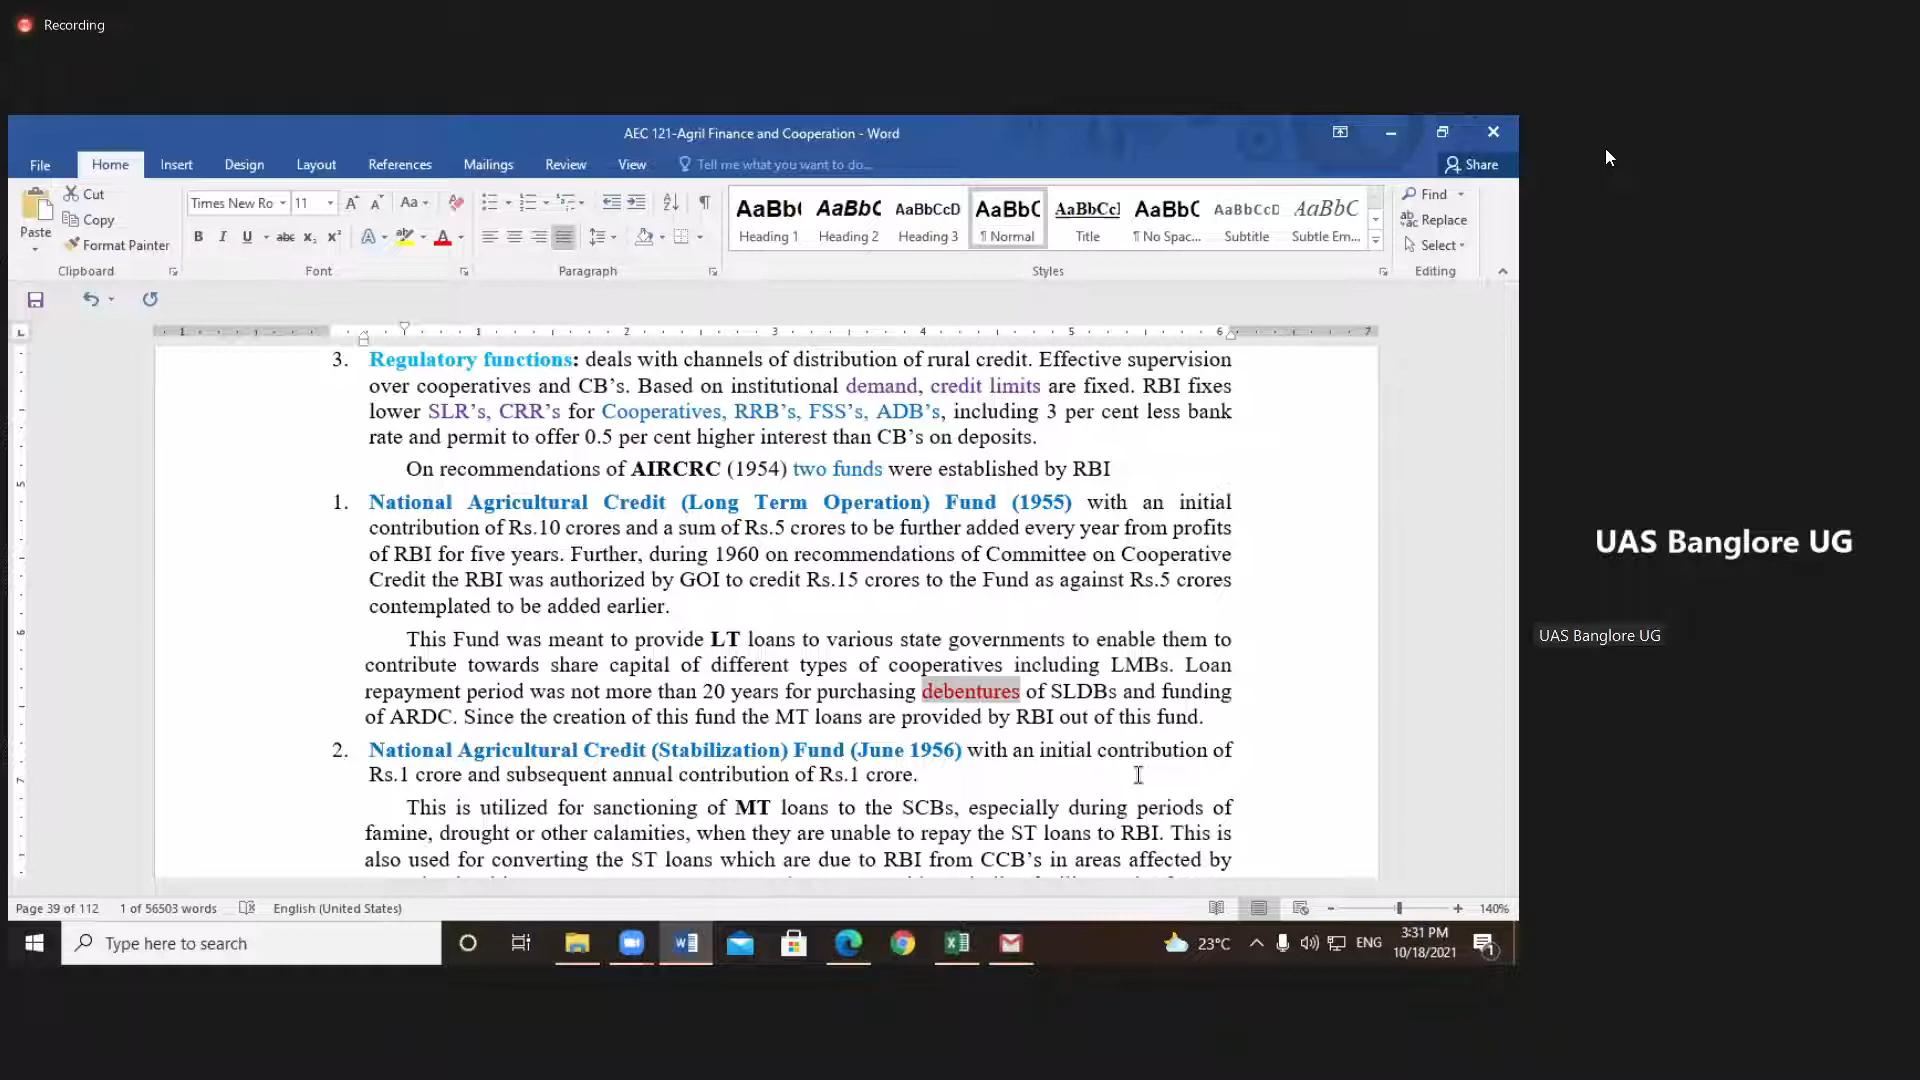 Recording
AEC 121-Agril Finance and Cooperation - Word
File Home Insert Design Layout References Mailings Review View Tell me what you want to do... Share
Paste
Cut
Copy
Format Painter
Clipboard
Times New Ro 11
Font
Paragraph
AaBb( AaBbC AaBbCcD AaBbC AaBbCcl AaBbC AaBbCcD AaBbC
Heading 1 Heading 2 Heading 3 ¶ Normal Title ¶ No Spac... Subtitle Subtle Em...
Styles
Find
Replace
Select
Editing
1 1 2 3 4 5 6 7
3. Regulatory functions: deals with channels of distribution of rural credit. Effective supervision
over cooperatives and CB's. Based on institutional demand, credit limits are fixed. RBI fixes
lower SLR's, CRR's for Cooperatives, RRB's, FSS's, ADB's, including 3 per cent less bank
rate and permit to offer 0.5 per cent higher interest than CB's on deposits.
On recommendations of AIRCRC (1954) two funds were established by RBI
1. National Agricultural Credit (Long Term Operation) Fund (1955) with an initial
contribution of Rs.10 crores and a sum of Rs.5 crores to be further added every year from profits
of RBI for five years. Further, during 1960 on recommendations of Committee on Cooperative
Credit the RBI was authorized by GOI to credit Rs.15 crores to the Fund as against Rs.5 crores
contemplated to be added earlier.
This Fund was meant to provide LT loans to various state governments to enable them to
contribute towards share capital of different types of cooperatives including LMBs. Loan
repayment period was not more than 20 years for purchasing debentures of SLDBs and funding
of ARDC. Since the creation of this fund the MT loans are provided by RBI out of this fund.
2. National Agricultural Credit (Stabilization) Fund (June 1956) with an initial contribution of
Rs.1 crore and subsequent annual contribution of Rs.1 crore.
This is utilized for sanctioning of MT loans to the SCBs, especially during periods of
famine, drought or other calamities, when they are unable to repay the ST loans to RBI. This is
also used for converting the ST loans which are due to RBI from CCB's in areas affected by
Page 39 of 112 1 of 56503 words English (United States) 140%
Type here to search
23°C ENG
3:31 PM
10/18/2021
1
UAS Banglore UG
UAS Banglore UG